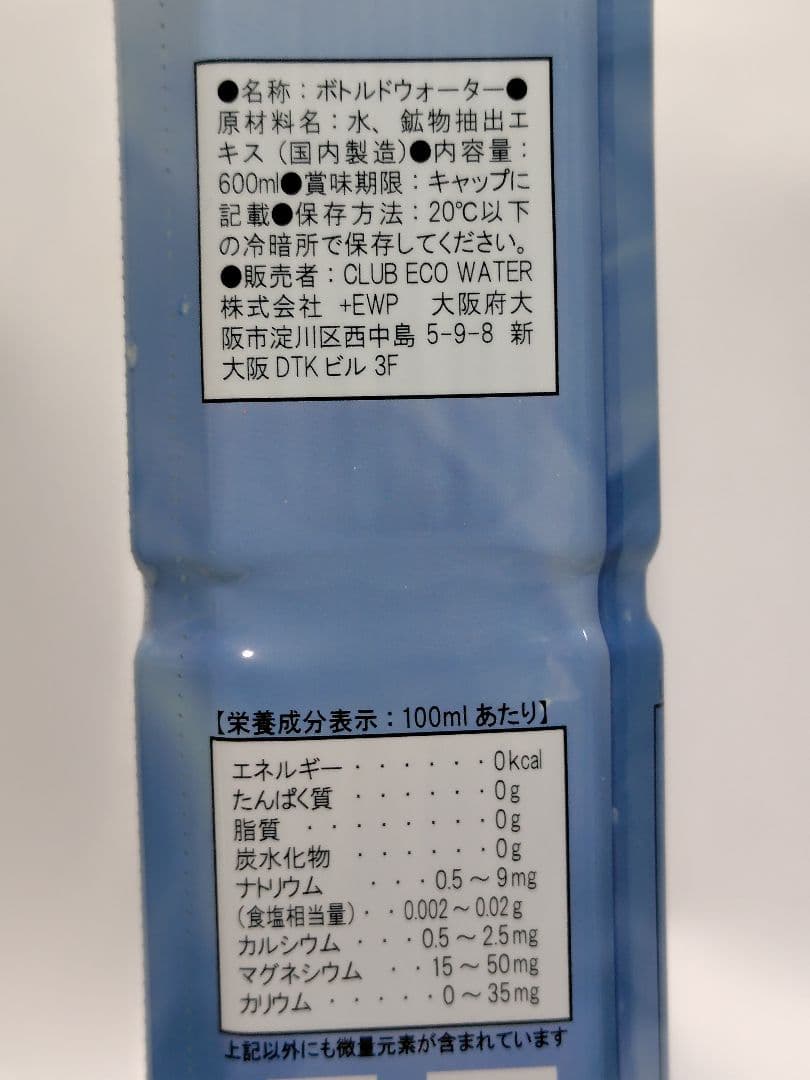 ●名称：ボトルドウォーター●
原材料名：水、鉱物抽出エ
キス（国内製造）●内容量：
600ml●賞味期限：キャップに
記載●保存方法：20℃以下
の冷暗所で保存してください。
●販売者：CLUB ECO WATER
株式会社 +EWP 大阪府大
阪市淀川区西中島 5-9-8 新
大阪 DTK ビル 3F
【栄養成分表示：100ml あたり】
エネルギー・・・・・・0kcal
たんぱく質・・・・・・0g
脂質・・・・・・・・0g
炭水化物・・・・・・0g
ナトリウム・・・0.5～9mg
（食塩相当量）・・0.002～0.02g
カルシウム・・・0.5～2.5mg
マグネシウム・・15～50mg
カリウム・・・・・0～35mg
上記以外にも微量元素が含まれています